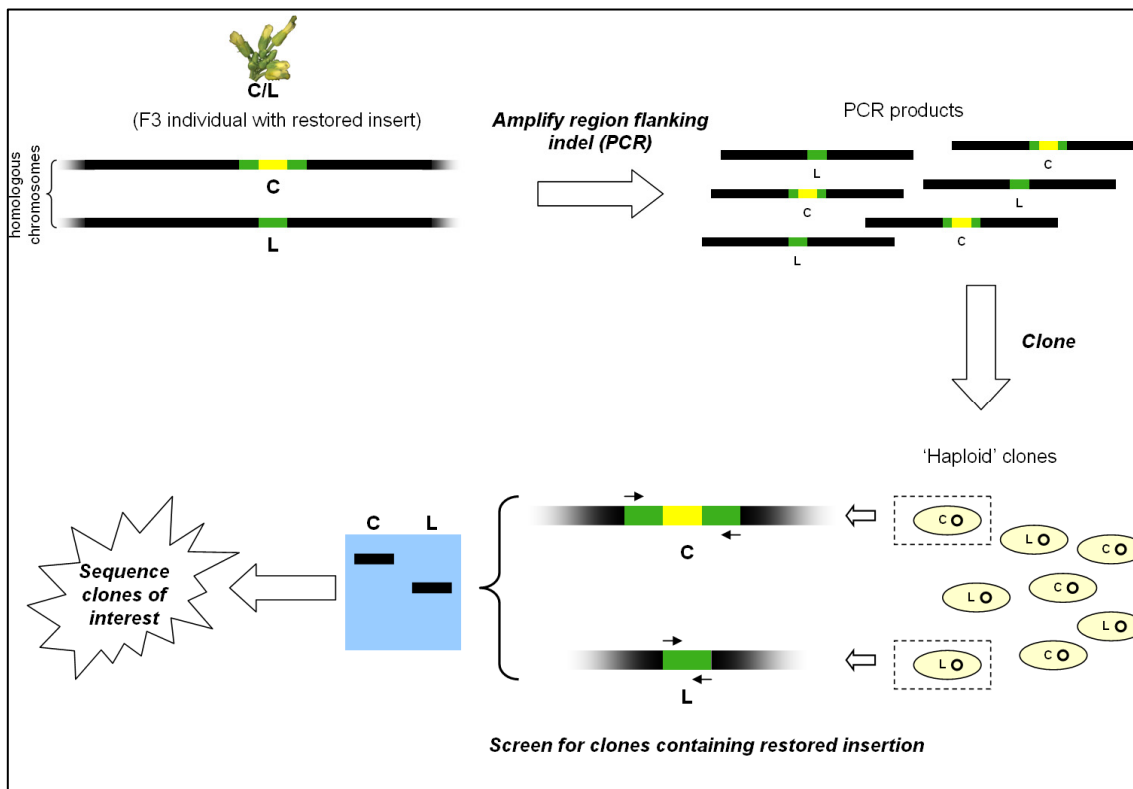 C/L
(F3 individual with restored insert)
homologous
chromosomes
C
L
Amplify region flanking
indel (PCR)
PCR products
L
C
C
L
C
L
Clone
'Haploid' clones
C
L
C
L
C
L
C
L
C
L
Screen for clones containing restored insertion
C L
Sequence
clones of
interest